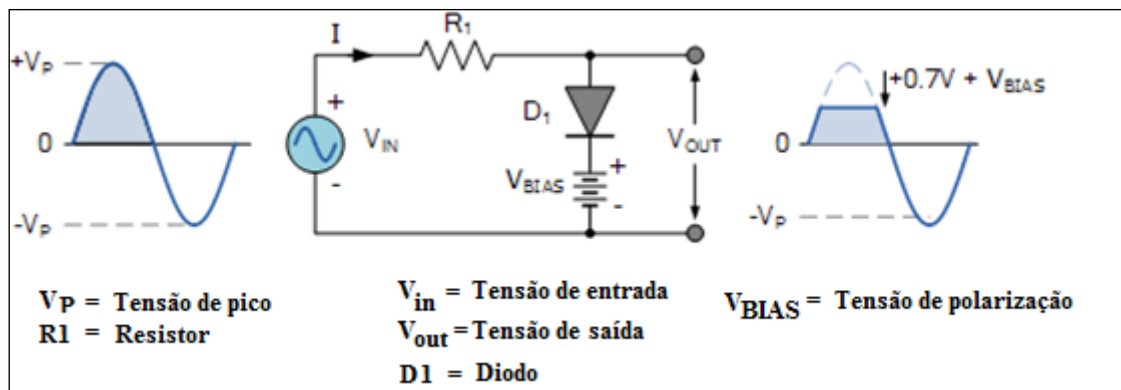 +VP
0
-VP
I
R1
+
VIN
-
D1
VBIAS
+
-
VOUT
+0.7V + VBIAS
0
-VP
VP = Tensão de pico
R1 = Resistor
Vin = Tensão de entrada
Vout = Tensão de saída
D1 = Diodo
VBIAS = Tensão de polarização